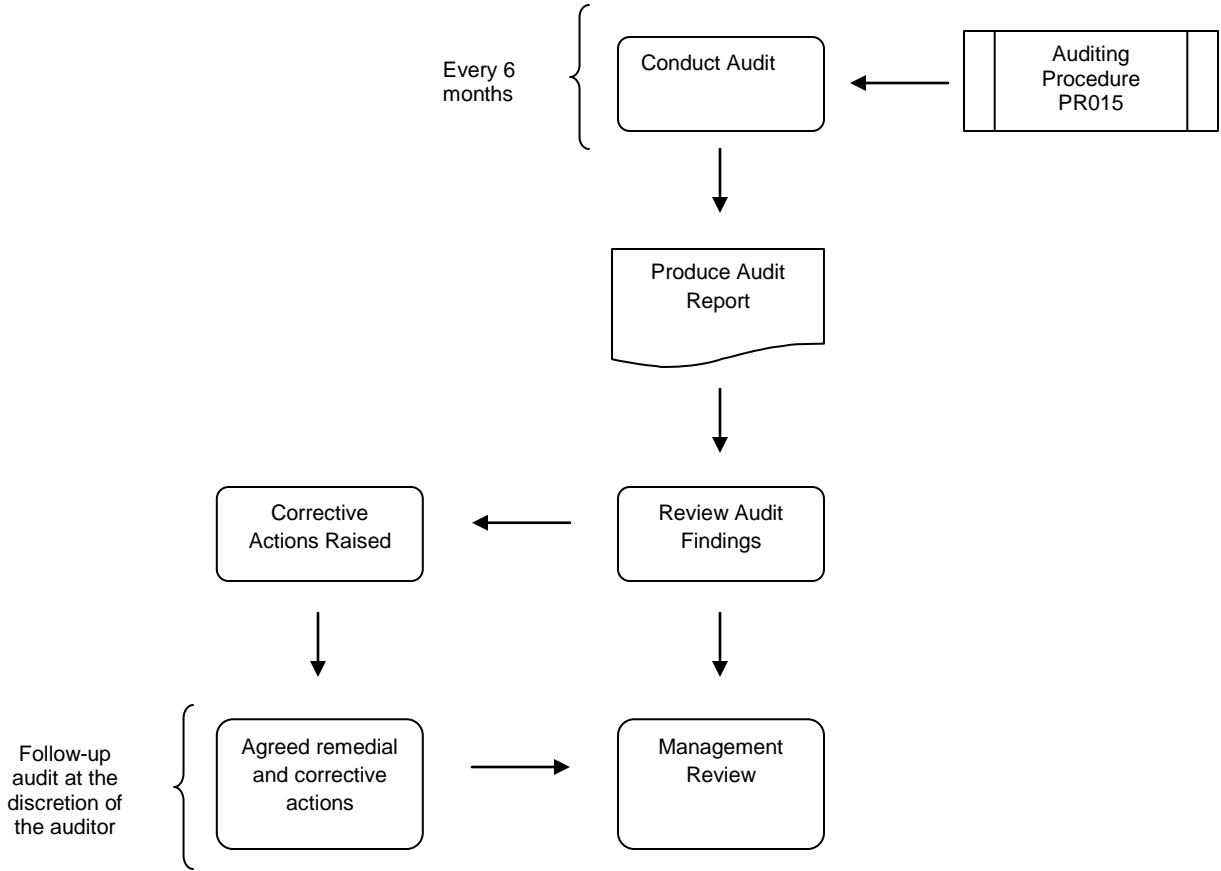 Every 6
months
Conduct Audit
Auditing
Procedure
PR015
Produce Audit
Report
Corrective
Actions Raised
Review Audit
Findings
Follow-up
audit at the
discretion of
the auditor
Agreed remedial
and corrective
actions
Management
Review